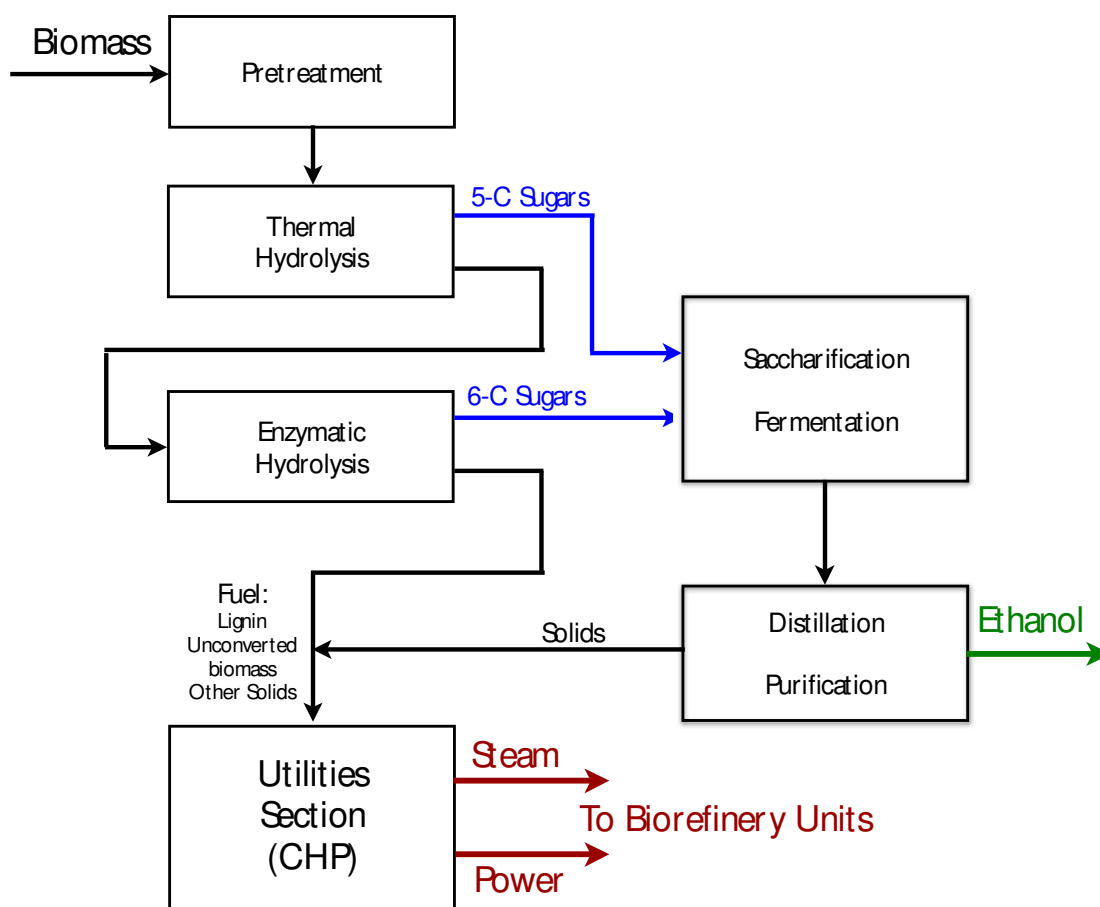 Biomass
Pretreatment
5-C Sugars
Thermal
Hydrolysis
Saccharification
Fermentation
6-C Sugars
Enzymatic
Hydrolysis
Fuel:
Lignin
Unconverted
biomass
Other Solids
Solids
Distillation
Purification
Ethanol
Utilities
Section
(CHP)
Steam
To Biorefinery Units
Power